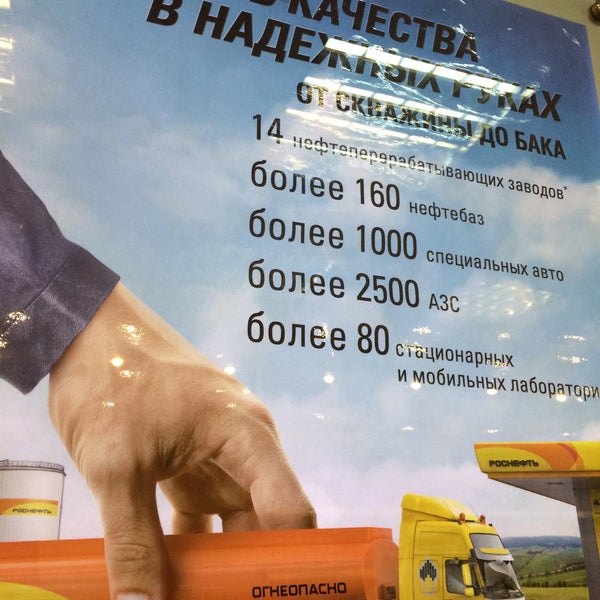 КАЧЕСТВА
В НАДЕЖНЫХ РУКАХ
ОТ СКВАЖИНЫ ДО БАКА
14 нефтеперерабатывающих заводов*
более 160 нефтебаз
более 1000 специальных авто
более 2500 АЗС
более 80 стационарных
и мобильных лаборатори
РОСНЕФТЬ
РОСНЕФТЬ
ОГНЕОПАСНО